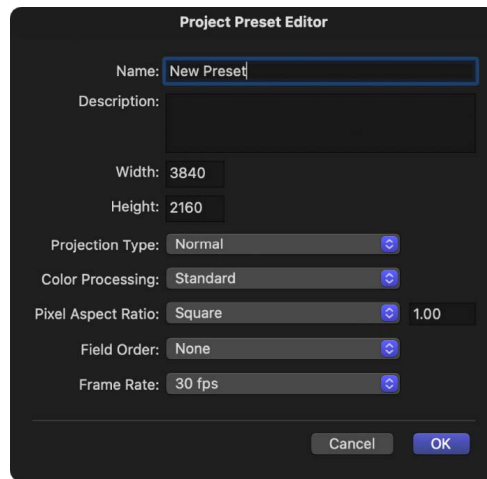 Project Preset Editor
Name: New Preset
Description:
Width: 3840
Height: 2160
Projection Type: Normal
Color Processing: Standard
Pixel Aspect Ratio: Square 1.00
Field Order: None
Frame Rate: 30 fps
Cancel OK